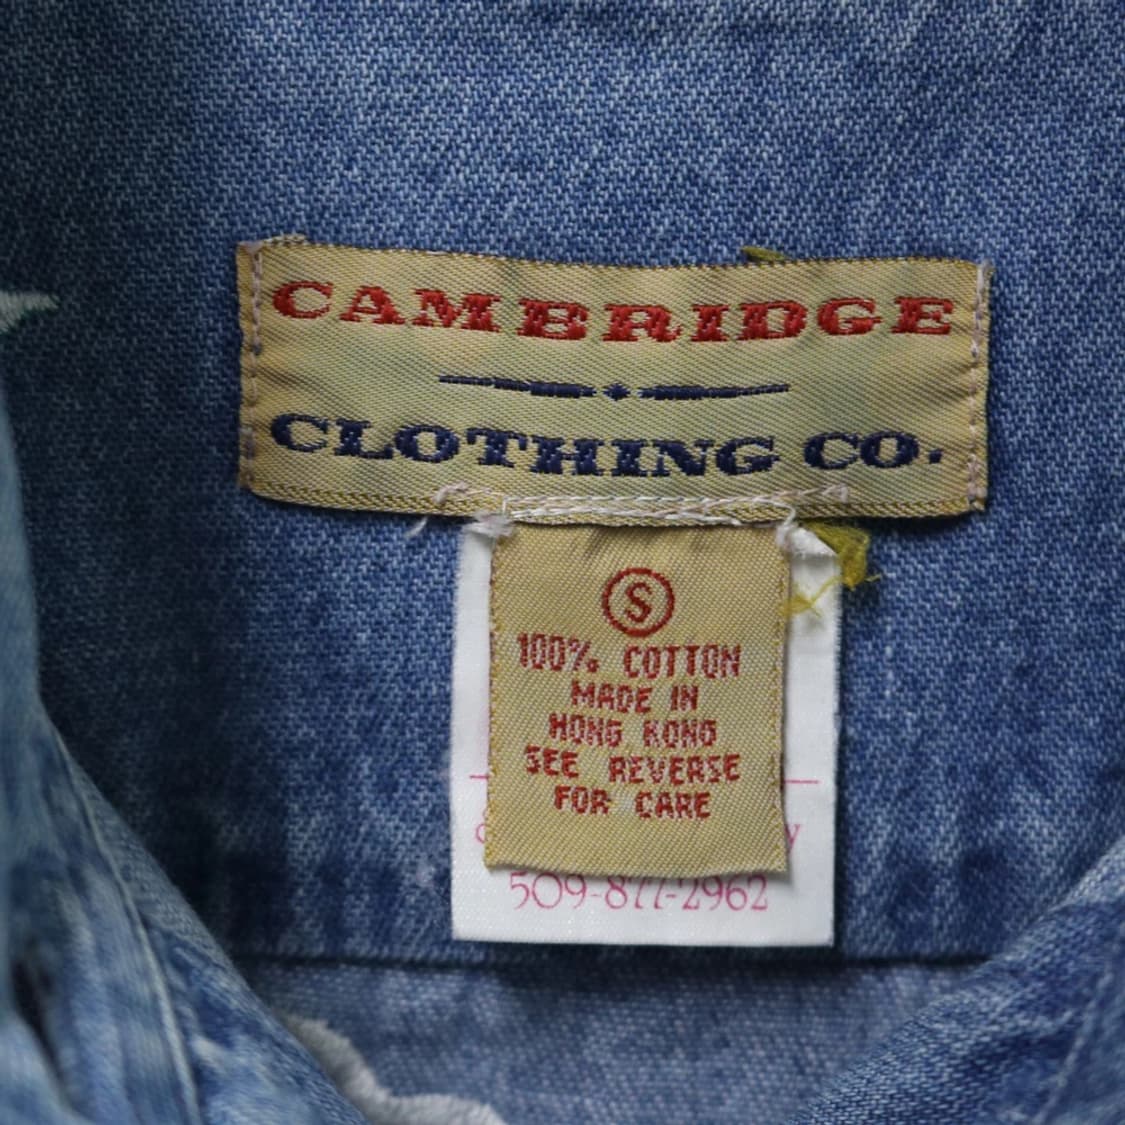 CAMBRIDGE
CLOTHING CO.
S
100% COTTON
MADE IN
HONG KONG
SEE REVERSE
FOR CARE
509-877-2962